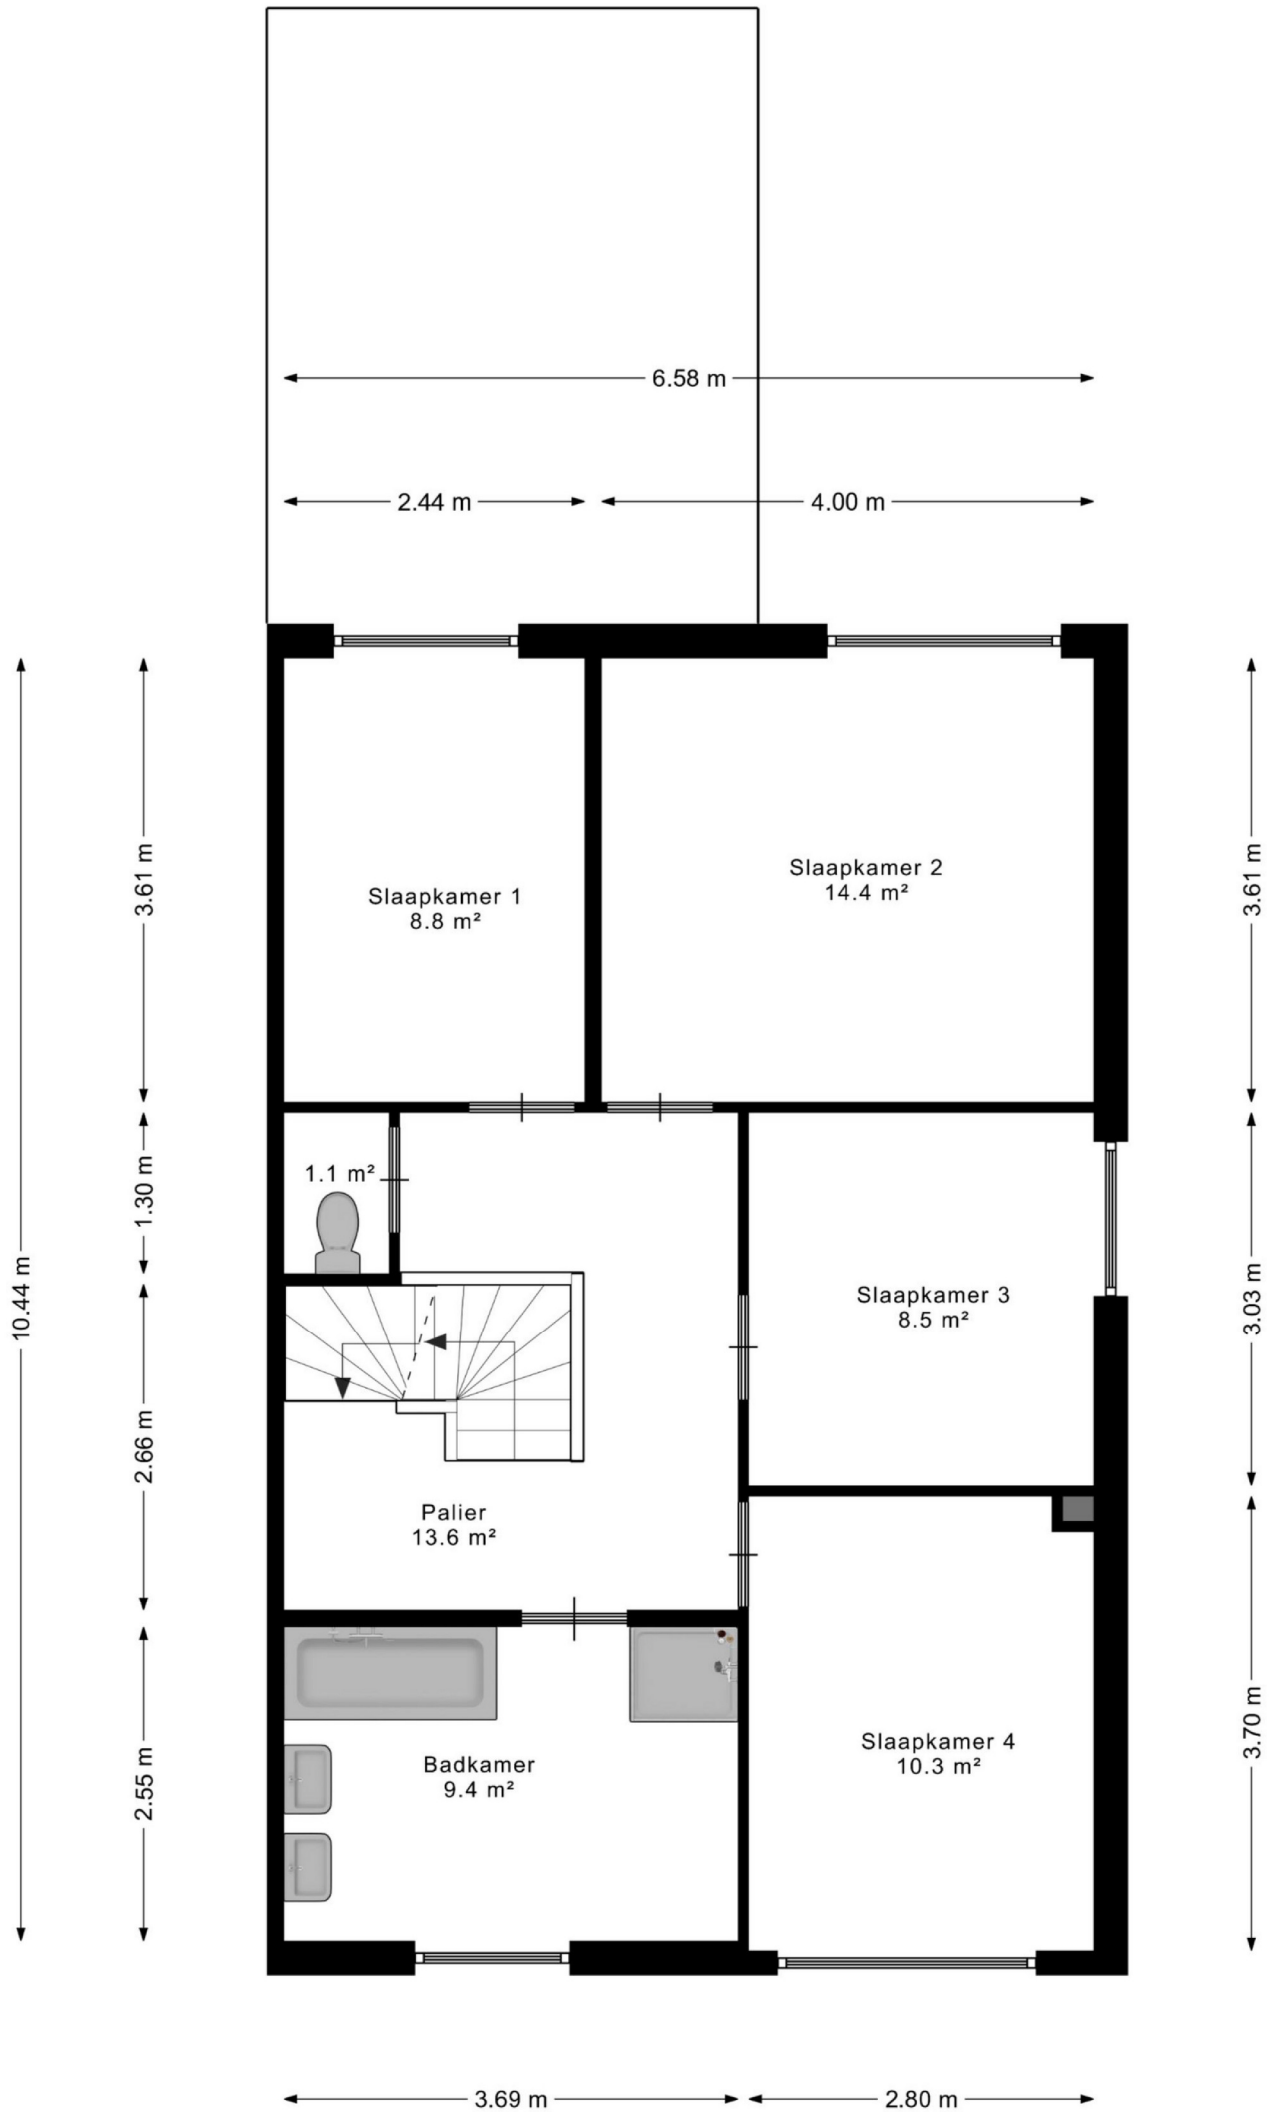 6.58 m
2.44 m
4.00 m
3.61 m
3.61 m
Slaapkamer 1
8.8 m²
Slaapkamer 2
14.4 m²
1.30 m
1.1 m²
10.44 m
Slaapkamer 3
8.5 m²
3.03 m
2.66 m
Palier
13.6 m²
2.55 m
Badkamer
9.4 m²
Slaapkamer 4
10.3 m²
3.70 m
3.69 m
2.80 m